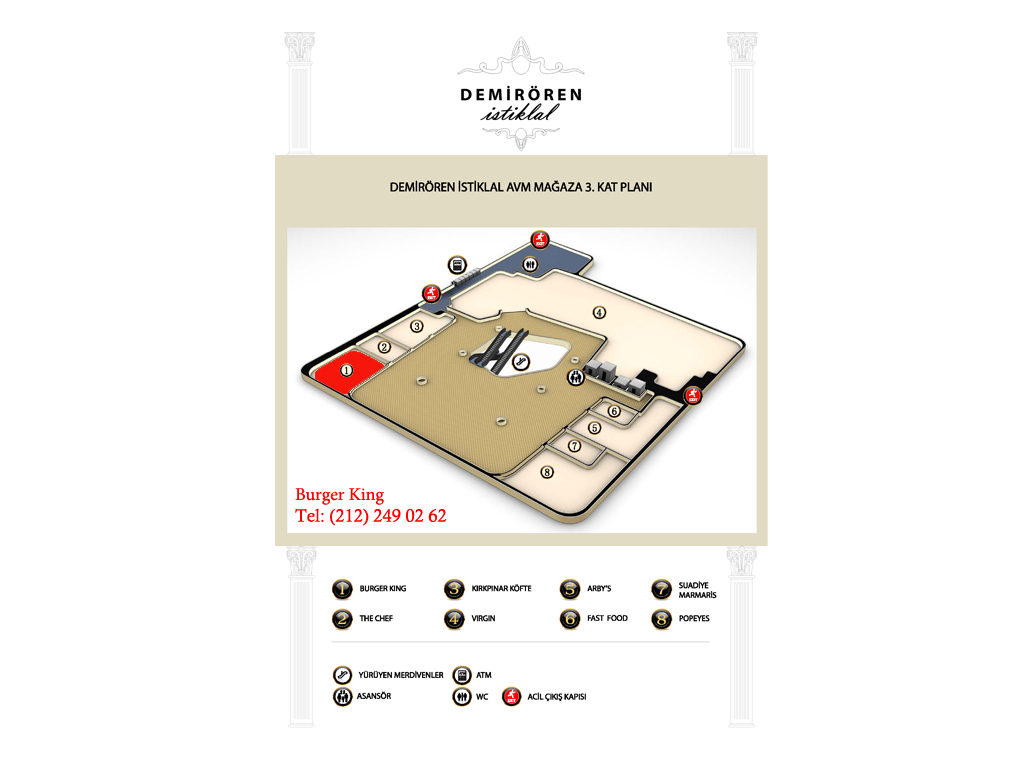 DEMİRÖREN
istiklal
DEMİRÖREN İSTİKLAL AVM MAĞAZA 3. KAT PLANI
EXIT
EXIT
4
3
2
1
EXIT
6
5
7
8
Burger King
Tel: (212) 249 02 62
1 BURGER KING
3 KIRKPINAR KÖFTE
5 ARBY'S
7 SUADİYE
MARMARİS
2 THE CHEF
4 VIRGIN
6 FAST FOOD
8 POPEYES
YÜRÜYEN MERDİVENLER
ATM
ASANSÖR
WC
EXIT
ACİL ÇIKIŞ KAPISI